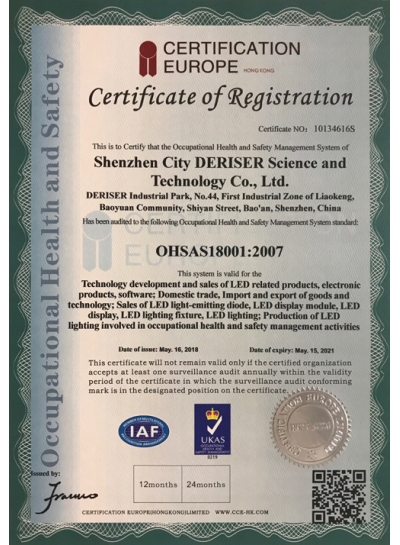 CERTIFICATION
EUROPE HONG KONG
Certificate of Registration
Certificate NO: 10134616S
This is to Certify that the Occupational Health and Safety Management System of
Shenzhen City DERISER Science and
Technology Co., Ltd.
DERISER Industrial Park, No.44, First Industrial Zone of Liaokeng,
Baoyuan Community, Shiyan Street, Bao'an, Shenzhen, China
Has been audited to the following Occupational Health and Safety Management System standard:
OHSAS18001:2007
This system is valid for the
Technology development and sales of LED related products, electronic
products, software; Domestic trade, Import and export of goods and
technology; Sales of LED light-emitting diode, LED display module, LED
display, LED lighting fixture, LED lighting; Production of LED
lighting involved in occupational health and safety management activities
Date of issue: May. 16, 2018 Date of expiry: May. 15, 2021
This certificate will not remain valid only if the certified organization
accepts at least one surveillance audit annually within the validity
period of the certificate in which the surveillance audit conforming
mark is in the designated position on the certificate.
Occupational Health and Safety
IAF
UKAS
0219
12months 24months
Issued by:
CERTIFICATION EUROPE(HONGKONG)LIMITED WWW.CCE-HK.COM